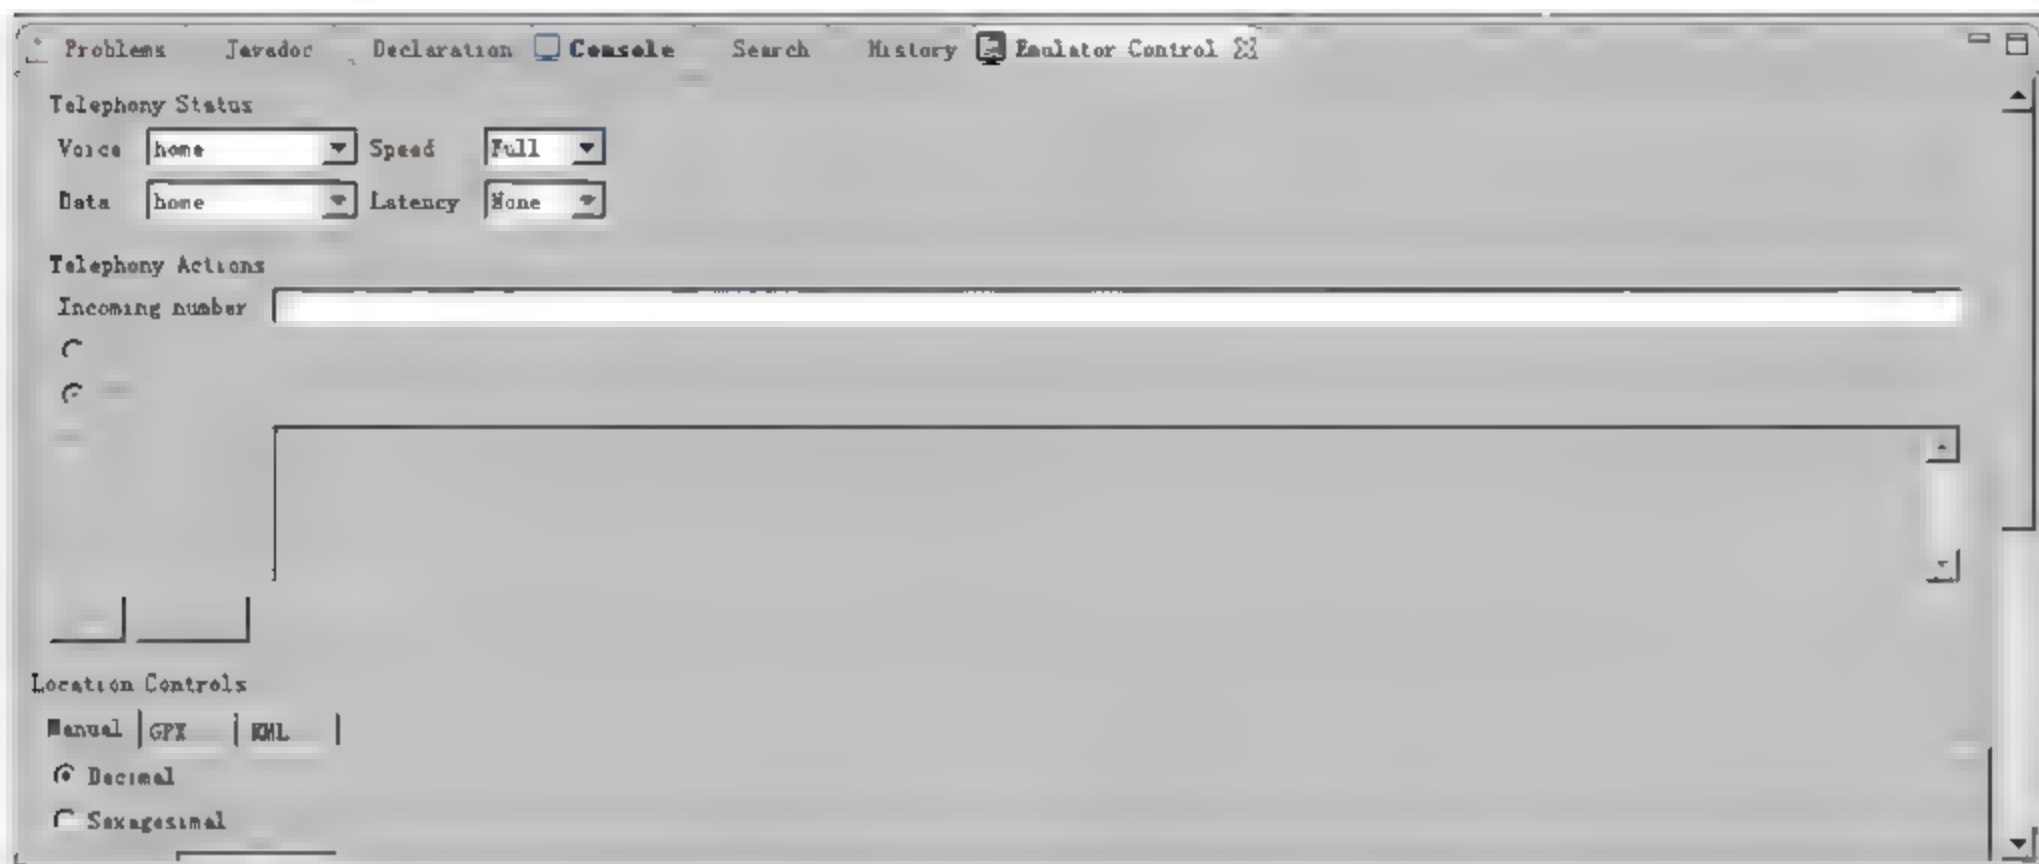 Problems Javadoc Declaration Console Search History Emulator Control
Telephony Status
Voice home Speed Full
Data home Latency None
Telephony Actions
Incoming number
Location Controls
Manual GPX KML
Decimal
Sexagesimal